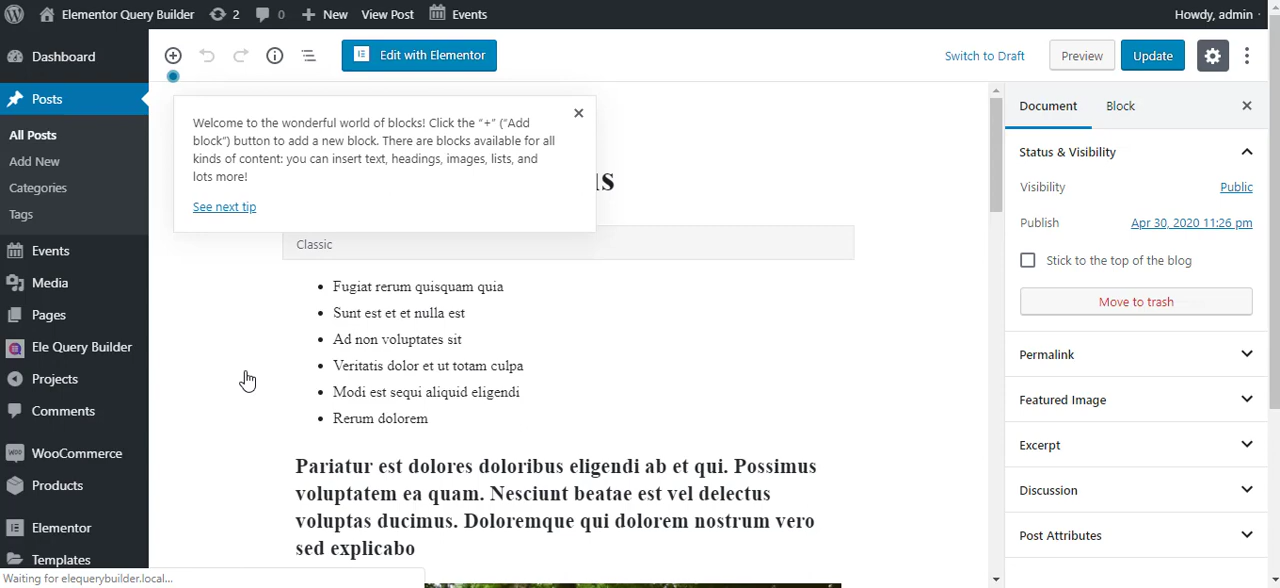 Elementor Query Builder 2 0 New View Post Events Howdy, admin
Dashboard
Posts
All Posts
Add New
Categories
Tags
Events
Media
Pages
Ele Query Builder
Projects
Comments
WooCommerce
Products
Elementor
Templates
Edit with Elementor
Switch to Draft Preview Update
Welcome to the wonderful world of blocks! Click the “+” (“Add
block”) button to add a new block. There are blocks available for all
kinds of content: you can insert text, headings, images, lists, and
lots more!
See next tip
Classic
• Fugiat rerum quisquam quia
• Sunt est et et nulla est
• Ad non voluptates sit
• Veritatis dolor et ut totam culpa
• Modi est sequi aliquid eligendi
• Rerum dolorem
Pariatur est dolores doloribus eligendi ab et qui. Possimus
voluptatem ea quam. Nesciunt beatae est vel delectus
voluptas ducimus. Doloremque qui dolorem nostrum vero
sed explicabo
Document Block
Status & Visibility
Visibility Public
Publish Apr 30, 2020 11:26 pm
Stick to the top of the blog
Move to trash
Permalink
Featured Image
Excerpt
Discussion
Post Attributes
Waiting for elequerybuilder.local...